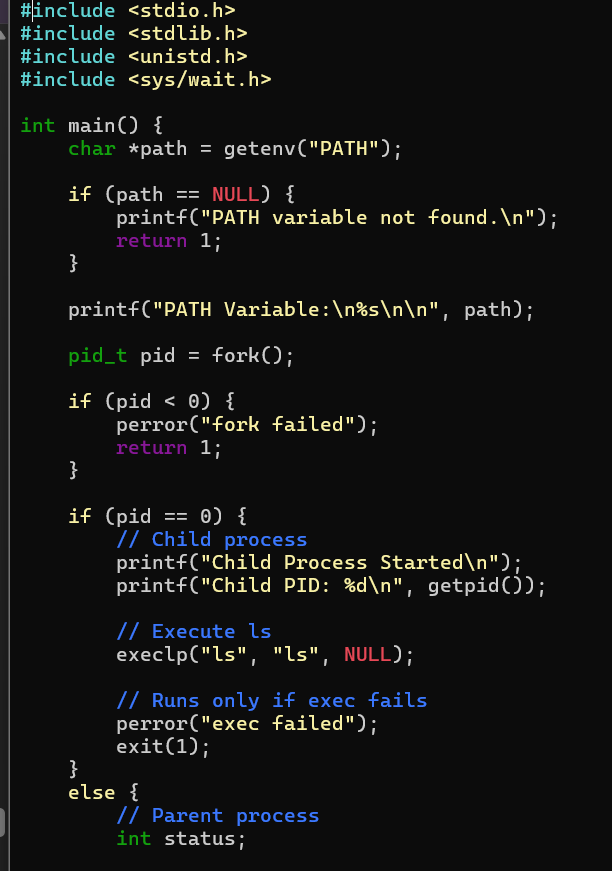 #include <stdio.h>
#include <stdlib.h>
#include <unistd.h>
#include <sys/wait.h>

int main() {
    char *path = getenv("PATH");

    if (path == NULL) {
        printf("PATH variable not found.\n");
        return 1;
    }

    printf("PATH Variable:\n%s\n\n", path);

    pid_t pid = fork();

    if (pid < 0) {
        perror("fork failed");
        return 1;
    }

    if (pid == 0) {
        // Child process
        printf("Child Process Started\n");
        printf("Child PID: %d\n", getpid());

        // Execute ls
        execlp("ls", "ls", NULL);

        // Runs only if exec fails
        perror("exec failed");
        exit(1);
    }
    else {
        // Parent process
        int status;